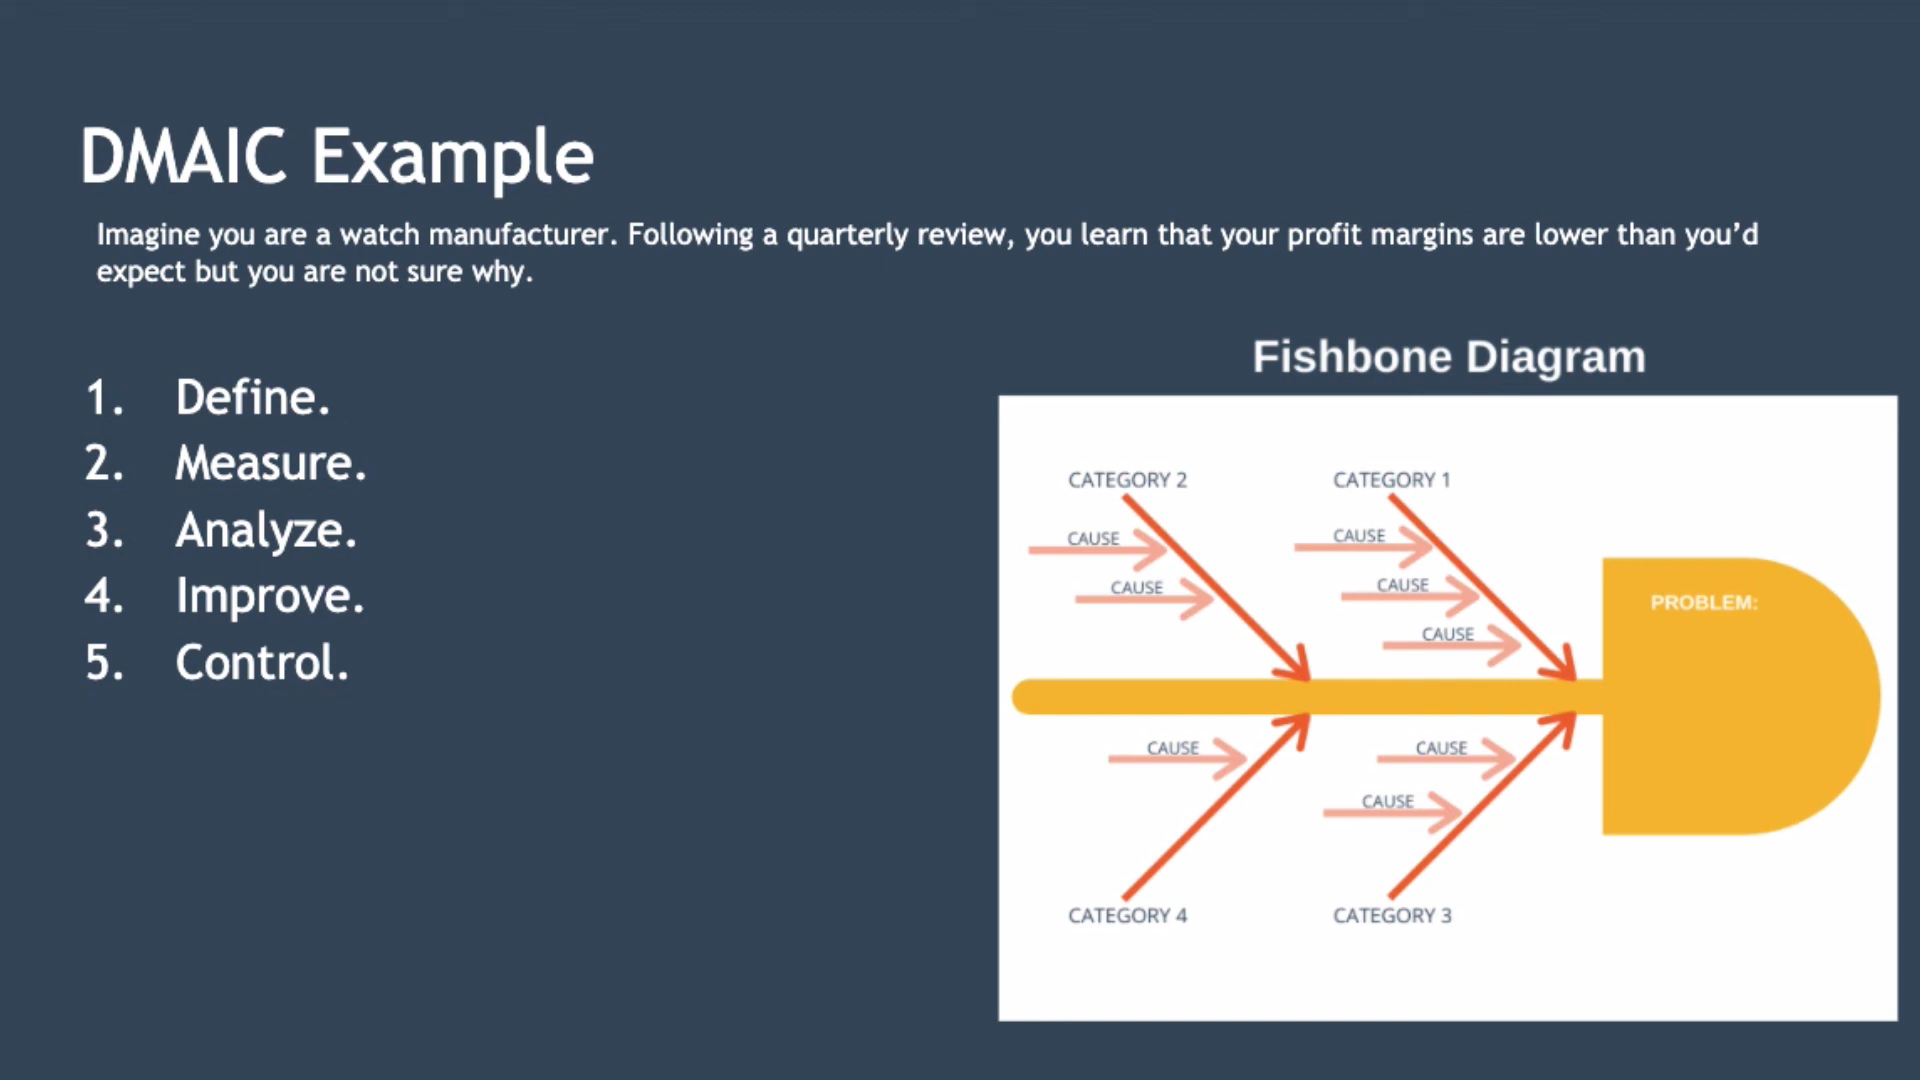 DMAIC Example
Imagine you are a watch manufacturer. Following a quarterly review, you learn that your profit margins are lower than you’d
expect but you are not sure why.
1. Define.
2. Measure.
3. Analyze.
4. Improve.
5. Control.
Fishbone Diagram
CATEGORY 2
CATEGORY 1
CAUSE
CAUSE
CAUSE
CAUSE
CAUSE
PROBLEM:
CAUSE
CAUSE
CAUSE
CATEGORY 4
CATEGORY 3